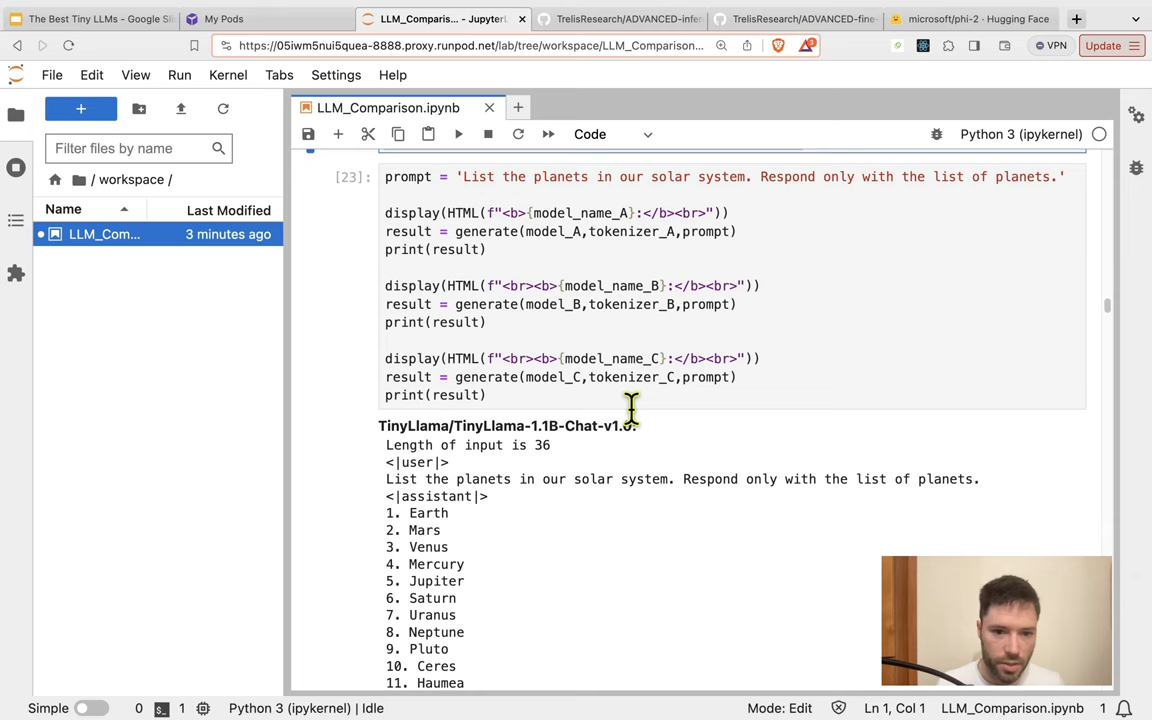 The Best Tiny LLMs - Google Sli
My Pods
LLM_Comparis... - JupyterL
TrelisResearch/ADVANCED-infer
TrelisResearch/ADVANCED-fine-
microsoft/phi-2 · Hugging Face
https://05iwm5nui5quea-8888.proxy.runpod.net/lab/tree/workspace/LLM_Comparison...
VPN
Update
File Edit View Run Kernel Tabs Settings Help
LLM_Comparison.ipynb
Filter files by name
Code
Python 3 (ipykernel)
/ workspace /
Name
Last Modified
LLM_Com...
3 minutes ago
[23]:
prompt = 'List the planets in our solar system. Respond only with the list of planets.'
display(HTML(f"<b>{model_name_A}:</b><br>"))
result = generate(model_A,tokenizer_A,prompt)
print(result)
display(HTML(f"<br><b>{model_name_B}:</b><br>"))
result = generate(model_B,tokenizer_B,prompt)
print(result)
display(HTML(f"<br><b>{model_name_C}:</b><br>"))
result = generate(model_C,tokenizer_C,prompt)
print(result)
TinyLlama/TinyLlama-1.1B-Chat-v1.0:
Length of input is 36
<|user|>
List the planets in our solar system. Respond only with the list of planets.
<|assistant|>
1. Earth
2. Mars
3. Venus
4. Mercury
5. Jupiter
6. Saturn
7. Uranus
8. Neptune
9. Pluto
10. Ceres
11. Haumea
Simple
0
1
Python 3 (ipykernel) | Idle
Mode: Edit
Ln 1, Col 1
LLM_Comparison.ipynb
1